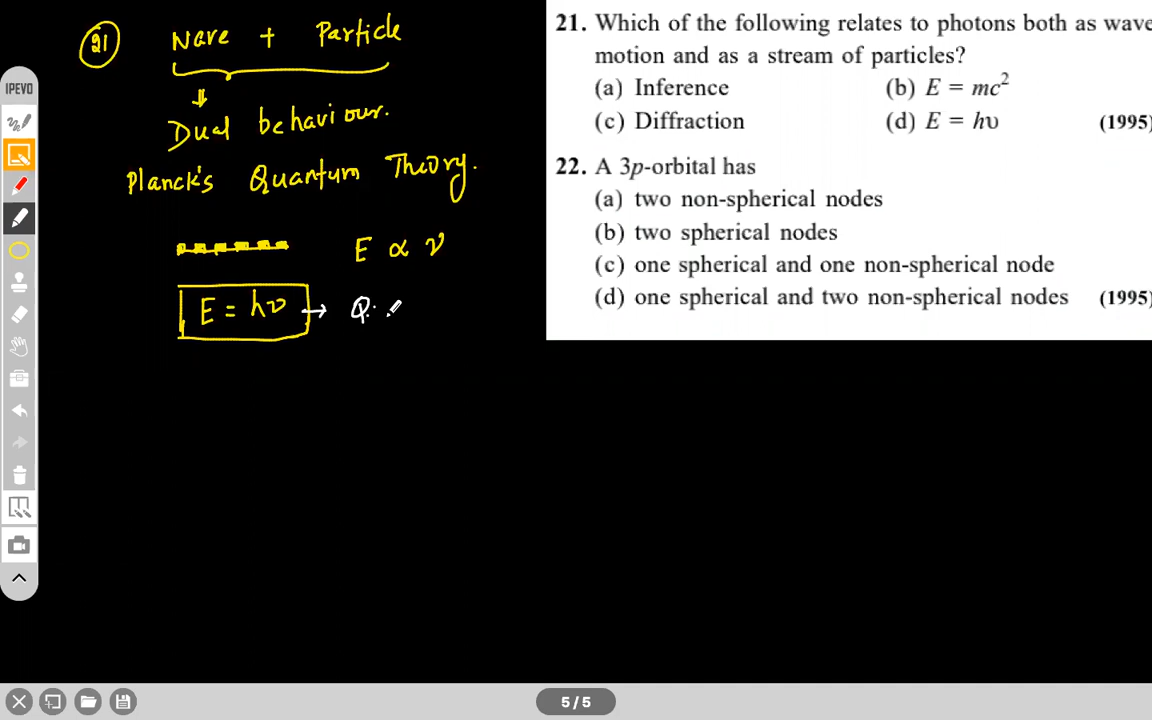 21 Wave + Particle
Dual behaviour.
Planck's Quantum Theory.
E ∝ ν
E = hν → Q.
IPEVO
21. Which of the following relates to photons both as wave
motion and as a stream of particles?
(a) Inference (b) E = mc²
(c) Diffraction (d) E = hυ (1995)
22. A 3p-orbital has
(a) two non-spherical nodes
(b) two spherical nodes
(c) one spherical and one non-spherical node
(d) one spherical and two non-spherical nodes (1995)
5/5